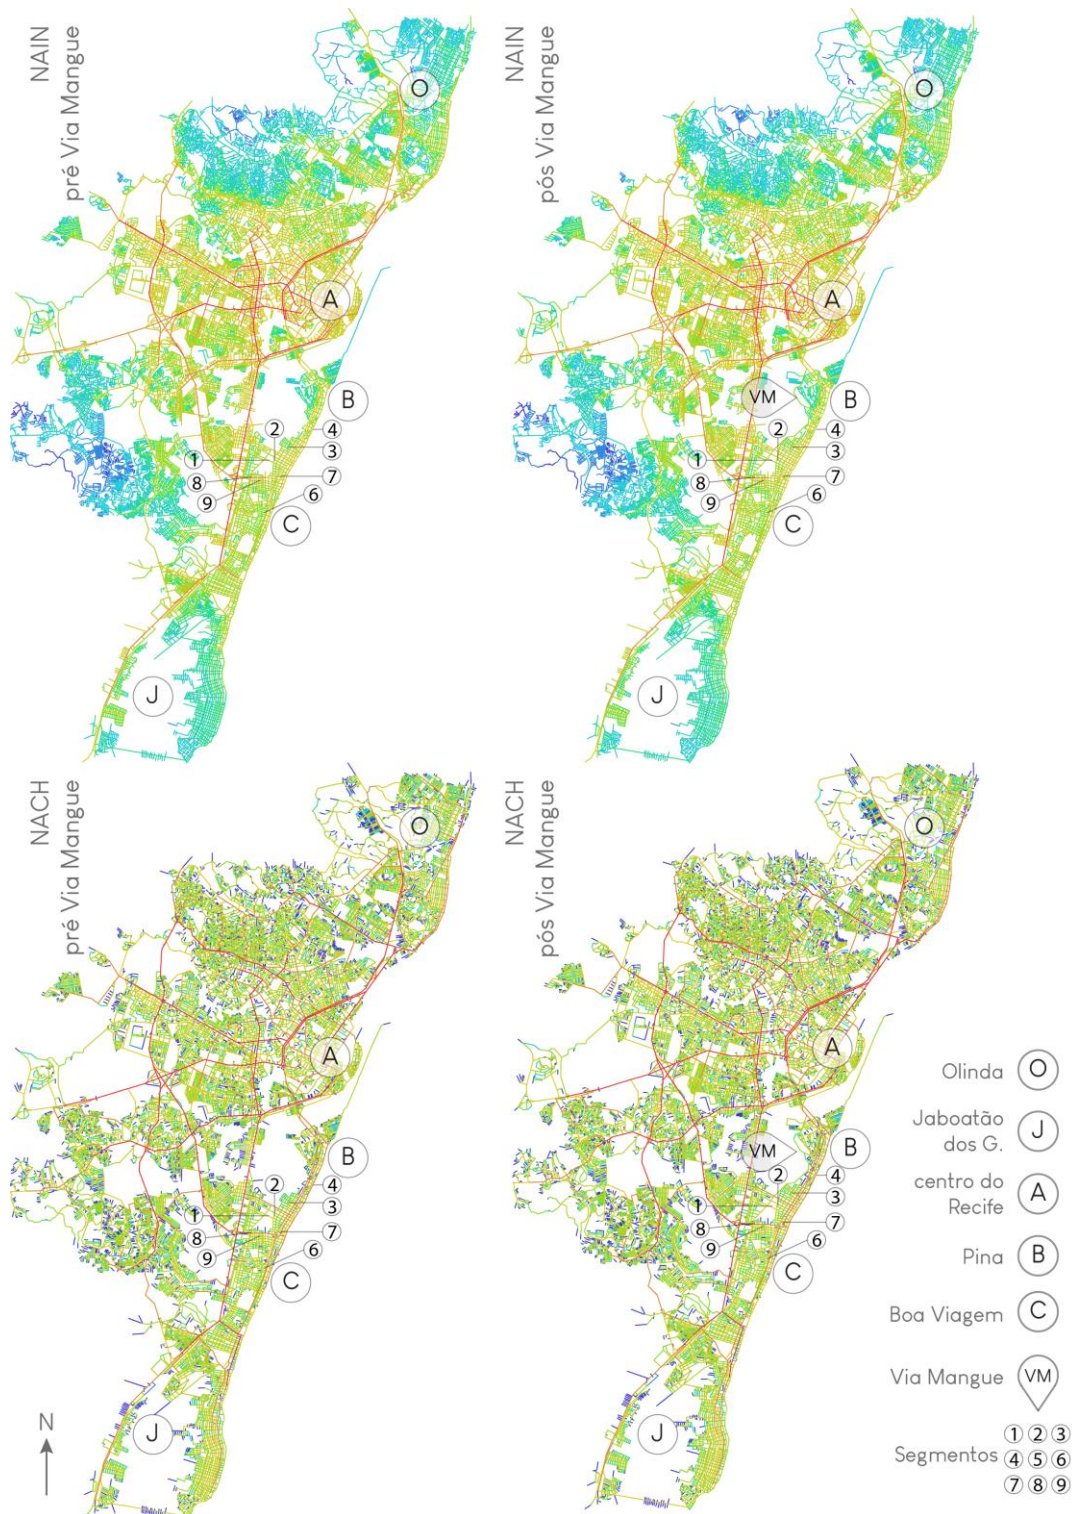 NAIN
pré Via Mangue
O
A
B
2
4
3
1
7
8
9
6
C
J
NAIN
pós Via Mangue
O
A
VM
B
2
4
3
1
7
8
9
6
C
J
NACH
pré Via Mangue
O
A
B
2
4
3
1
7
8
9
6
C
J
N
NACH
pós Via Mangue
O
A
VM
B
2
4
3
1
7
8
9
6
C
J
Olinda O
Jaboatão
dos G. J
centro do
Recife A
Pina B
Boa Viagem C
Via Mangue VM
Segmentos
1 2 3
4 5 6
7 8 9